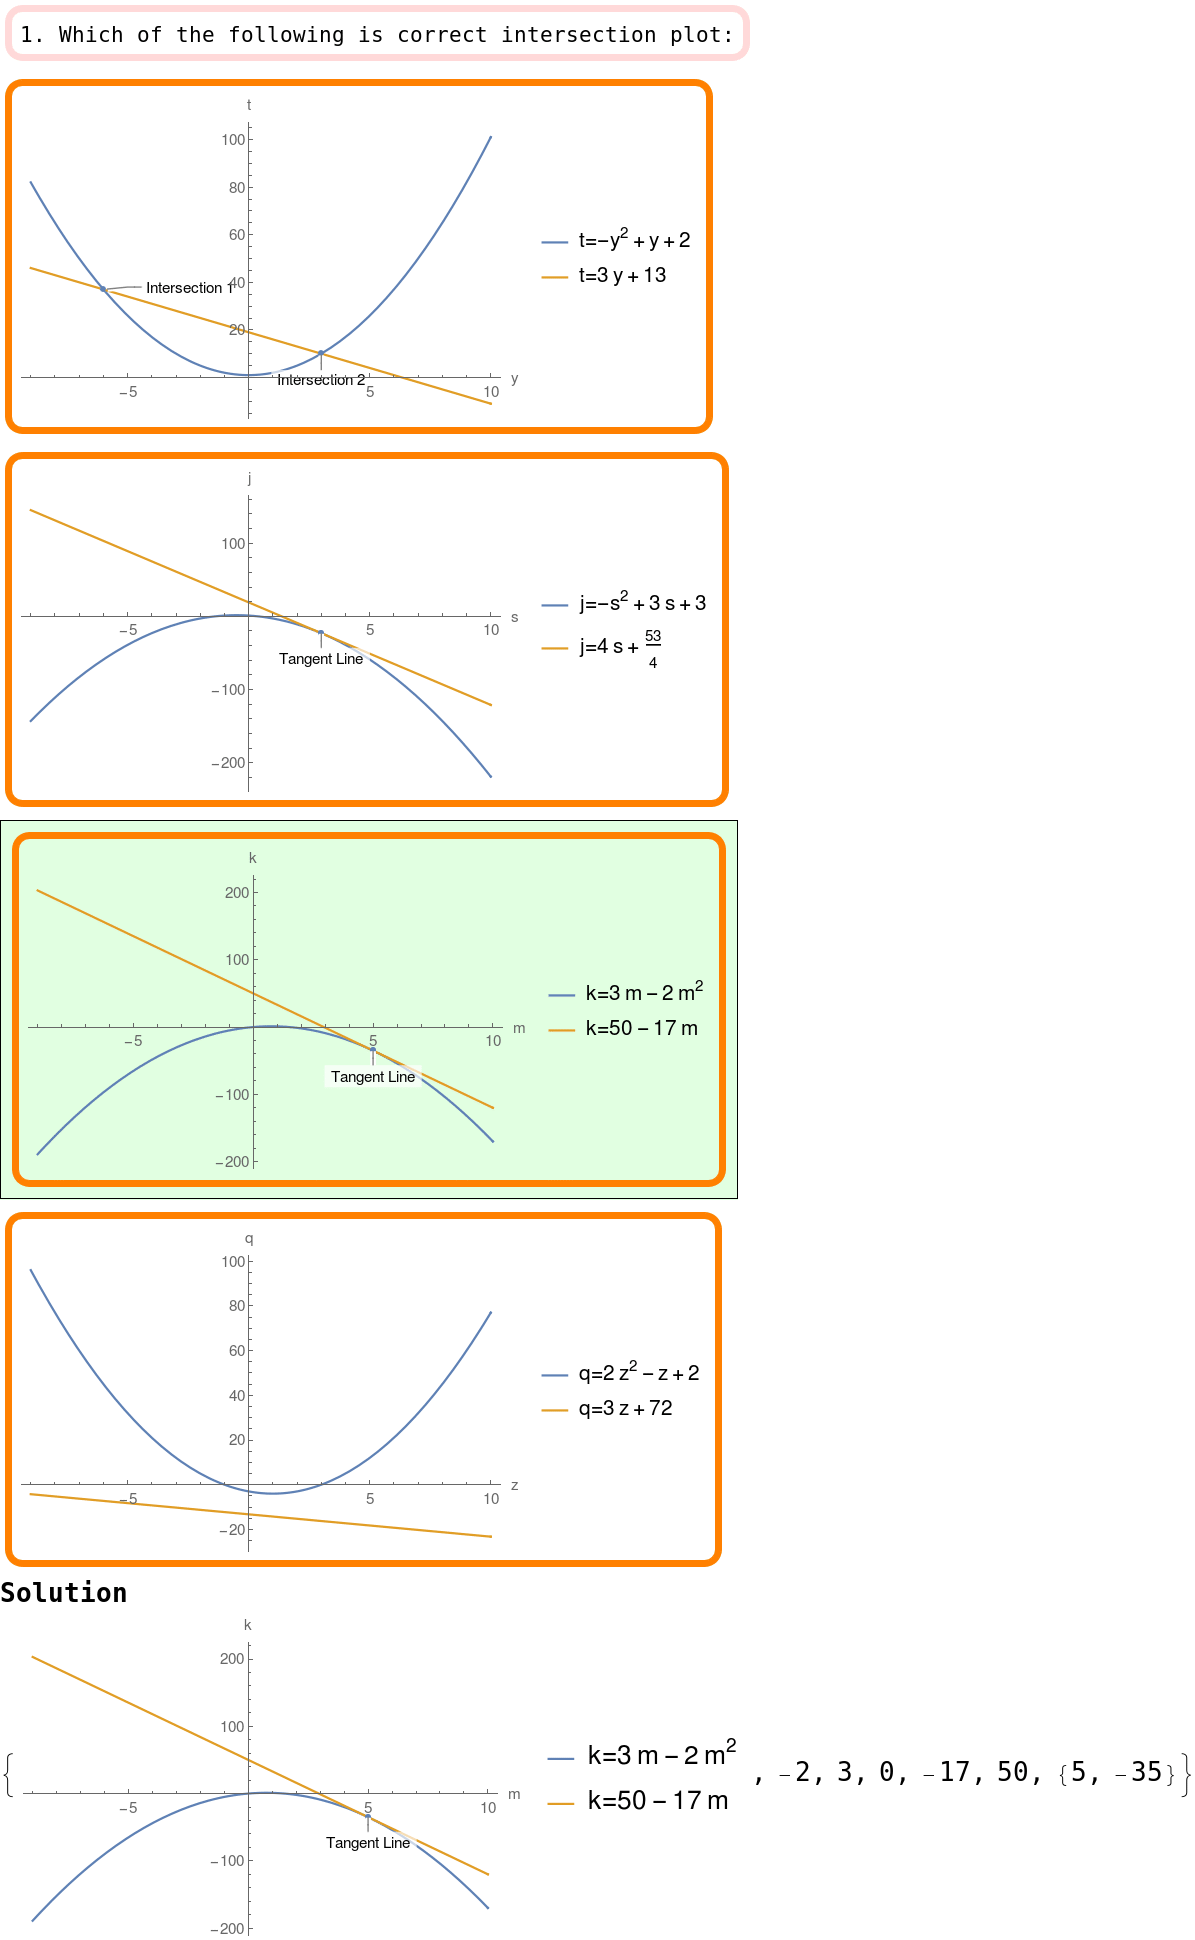 1. Which of the following is correct intersection plot:
t
100
80
60
40
20
−5
5
10
y
Intersection 1
Intersection 2
t=−y² + y + 2
t=3 y + 13
j
100
−5
5
10
s
Tangent Line
−100
−200
j=−s² + 3 s + 3
j=4 s + 53/4
k
200
100
−5
5
10
m
Tangent Line
−100
−200
k=3 m − 2 m²
k=50 − 17 m
q
100
80
60
40
20
−5
5
10
z
−20
q=2 z² − z + 2
q=3 z + 72
Solution
k
200
100
−5
5
10
m
Tangent Line
−100
−200
k=3 m − 2 m²
k=50 − 17 m
{ , −2, 3, 0, −17, 50, {5, −35}}